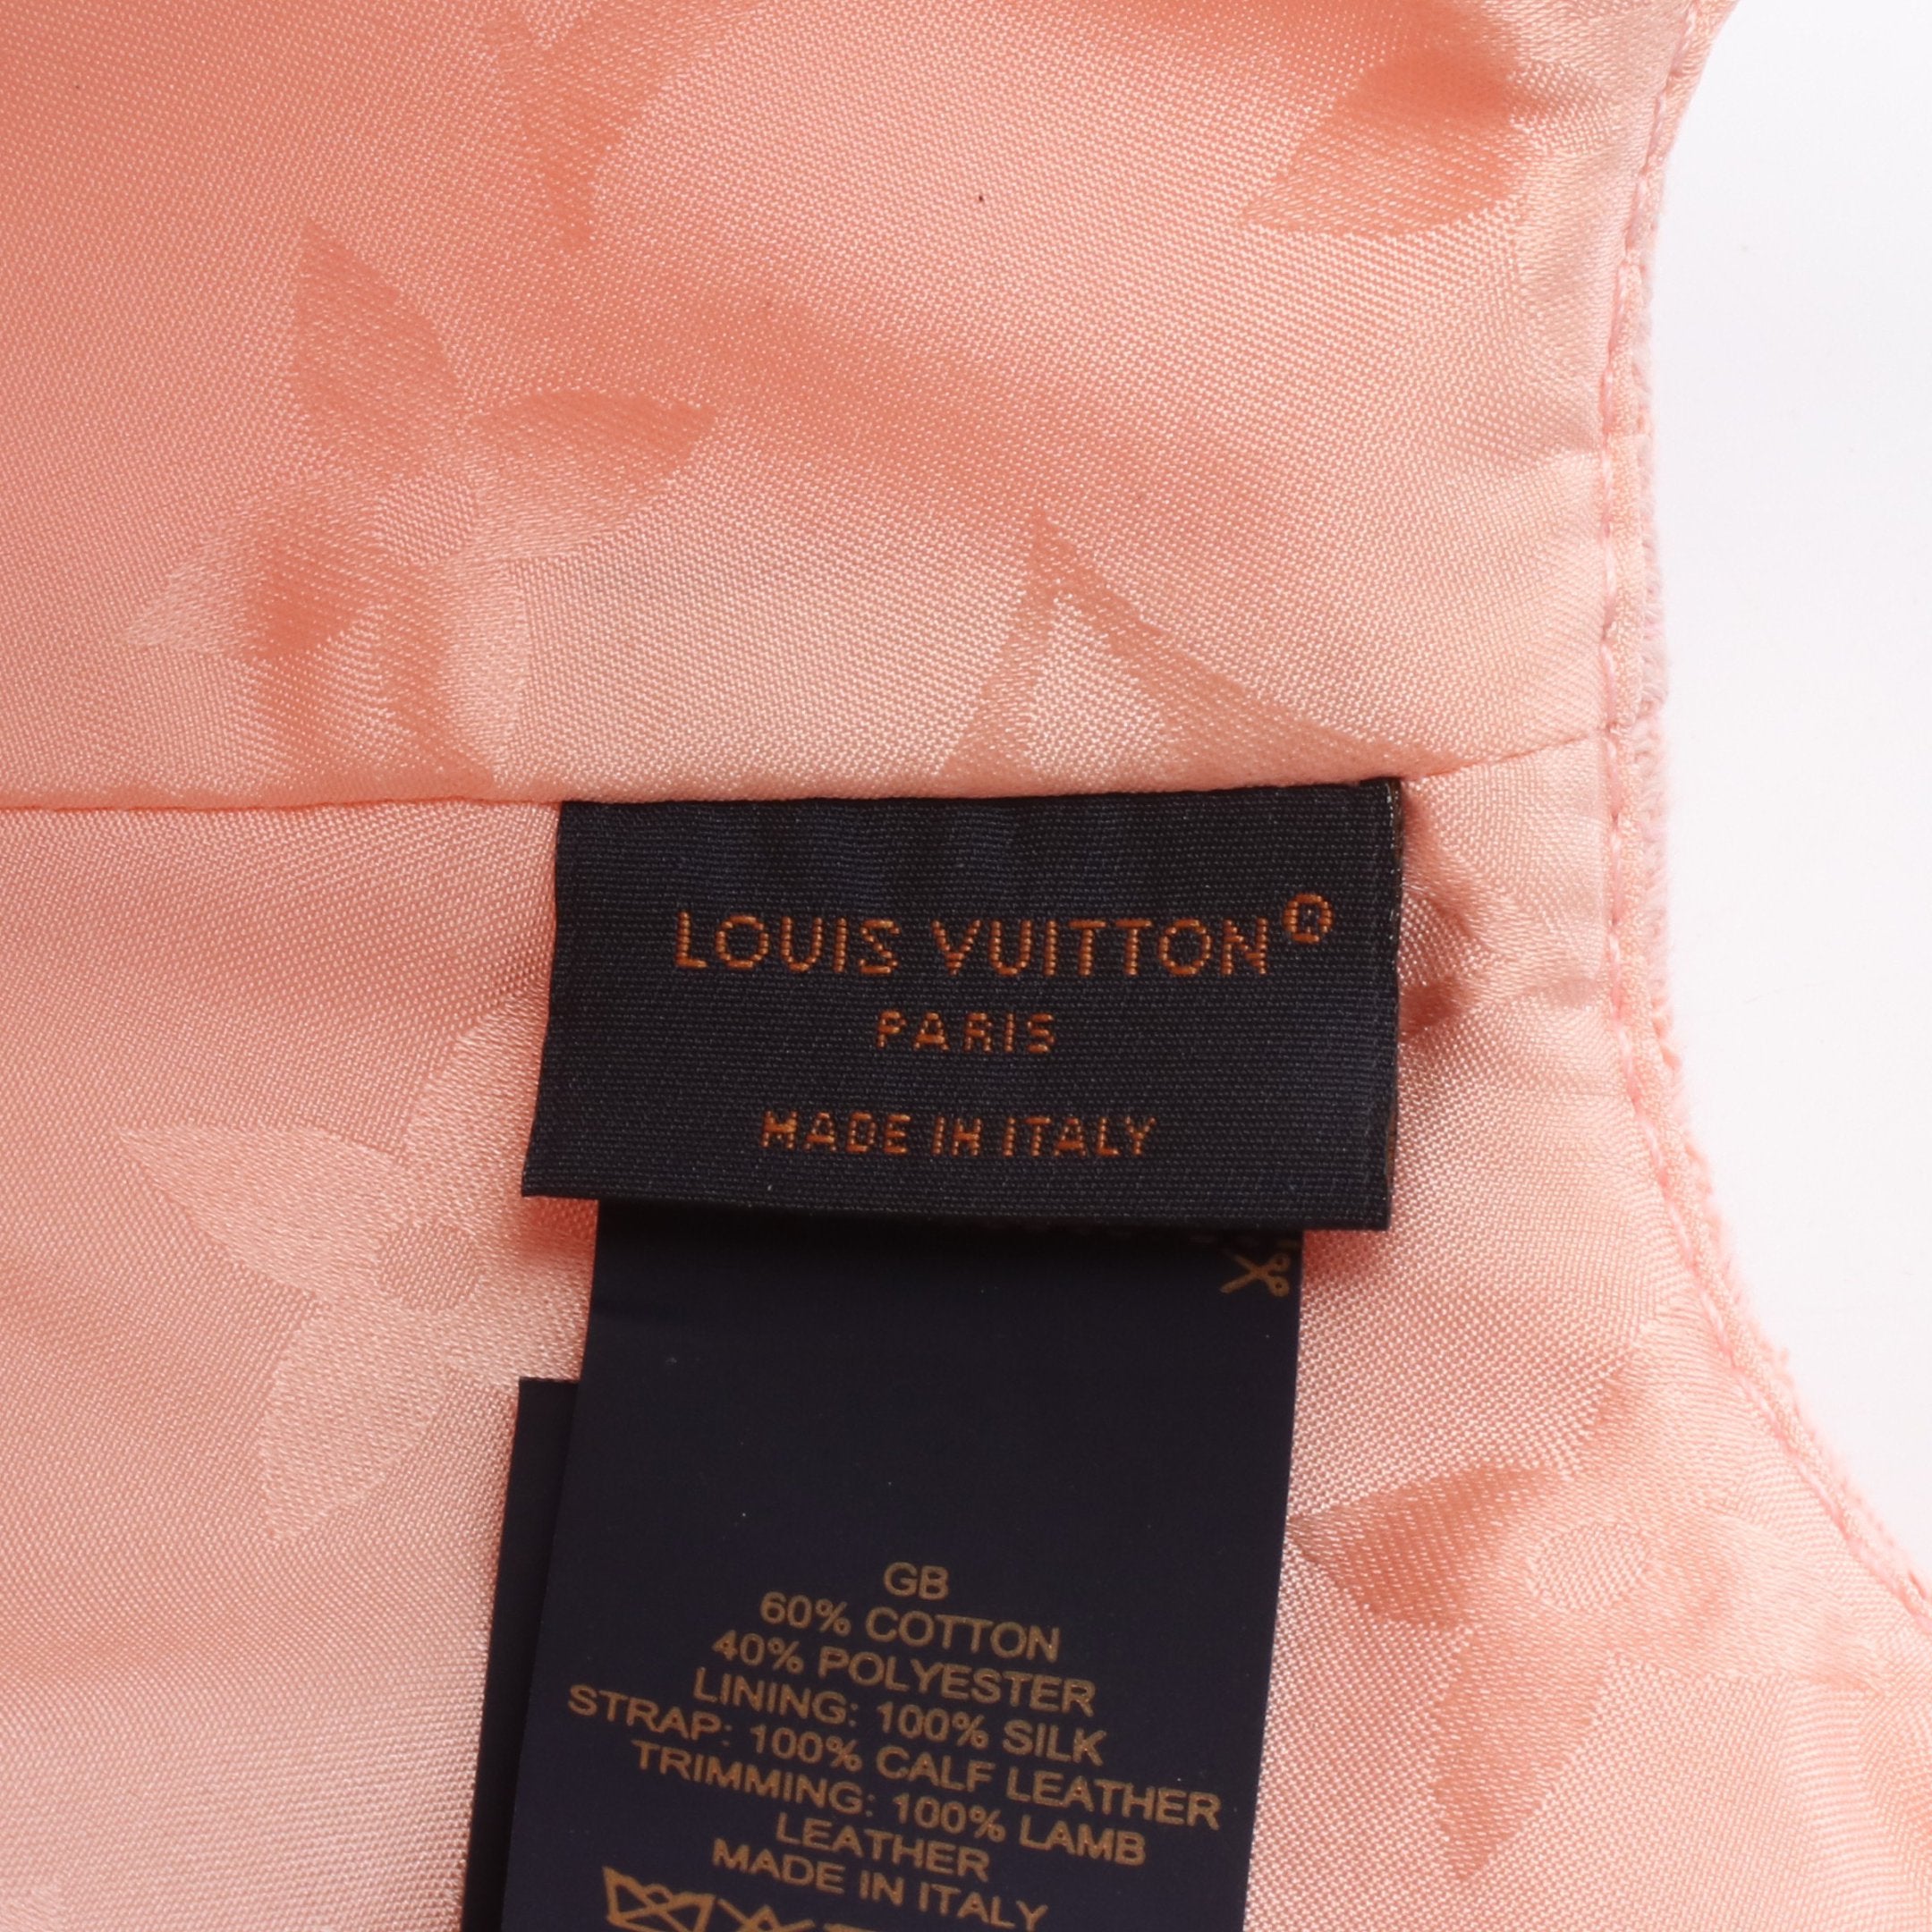 LOUIS VUITTON®
PARIS
MADE IN ITALY
GB
60% COTTON
40% POLYESTER
LINING: 100% SILK
STRAP: 100% CALF LEATHER
TRIMMING: 100% LAMB
LEATHER
MADE IN ITALY